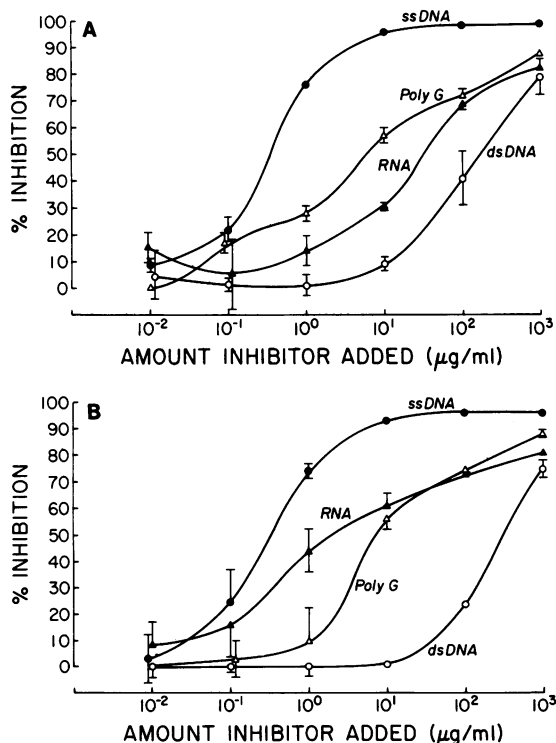 A
100
90
80
70
60
50
40
30
20
10
0
% INHIBITION
ssDNA
Poly G
RNA
dsDNA
10⁻² 10⁻¹ 10⁰ 10¹ 10² 10³
AMOUNT INHIBITOR ADDED (µg/ml)
B
100
90
80
70
60
50
40
30
20
10
0
% INHIBITION
ssDNA
RNA
Poly G
dsDNA
10⁻² 10⁻¹ 10⁰ 10¹ 10² 10³
AMOUNT INHIBITOR ADDED (µg/ml)